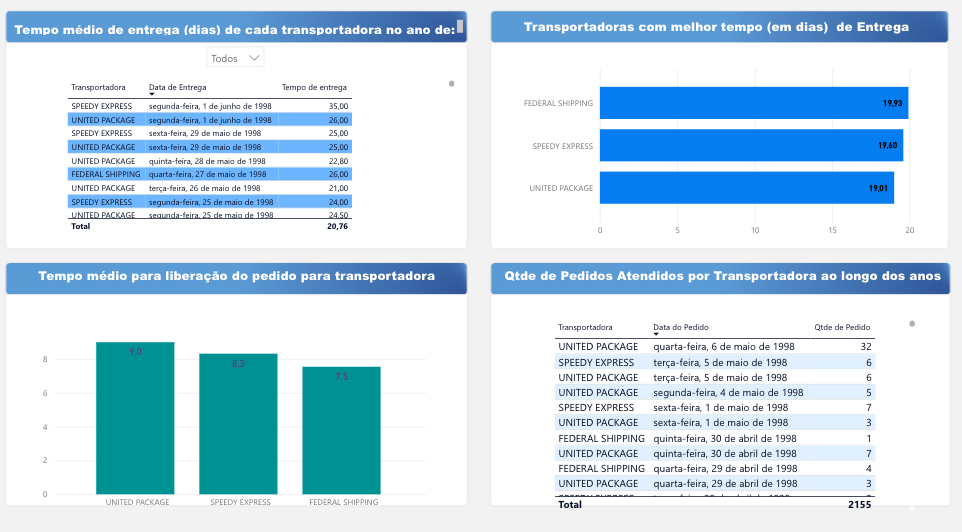 Tempo médio de entrega (dias) de cada transportadora no ano de:
Todos
Transportadora Data de Entrega Tempo de entrega
SPEEDY EXPRESS segunda-feira, 1 de junho de 1998 35,00
UNITED PACKAGE segunda-feira, 1 de junho de 1998 26,00
SPEEDY EXPRESS sexta-feira, 29 de maio de 1998 25,00
UNITED PACKAGE sexta-feira, 29 de maio de 1998 25,00
UNITED PACKAGE quinta-feira, 28 de maio de 1998 22,80
FEDERAL SHIPPING quarta-feira, 27 de maio de 1998 26,00
UNITED PACKAGE terça-feira, 26 de maio de 1998 21,00
SPEEDY EXPRESS segunda-feira, 25 de maio de 1998 24,00
UNITED PACKAGE segunda-feira, 25 de maio de 1998 24,50
Total 20,76
Transportadoras com melhor tempo (em dias) de Entrega
FEDERAL SHIPPING 19,93
SPEEDY EXPRESS 19,60
UNITED PACKAGE 19,01
0 5 10 15 20
Tempo médio para liberação do pedido para transportadora
8
6
4
2
0
9,0 8,3 7,5
UNITED PACKAGE SPEEDY EXPRESS FEDERAL SHIPPING
Qtde de Pedidos Atendidos por Transportadora ao longo dos anos
Transportadora Data do Pedido Qtde de Pedido
UNITED PACKAGE quarta-feira, 6 de maio de 1998 32
SPEEDY EXPRESS terça-feira, 5 de maio de 1998 6
UNITED PACKAGE terça-feira, 5 de maio de 1998 6
UNITED PACKAGE segunda-feira, 4 de maio de 1998 5
SPEEDY EXPRESS sexta-feira, 1 de maio de 1998 7
UNITED PACKAGE sexta-feira, 1 de maio de 1998 3
FEDERAL SHIPPING quinta-feira, 30 de abril de 1998 1
UNITED PACKAGE quinta-feira, 30 de abril de 1998 7
FEDERAL SHIPPING quarta-feira, 29 de abril de 1998 4
UNITED PACKAGE quarta-feira, 29 de abril de 1998 3
Total 2155